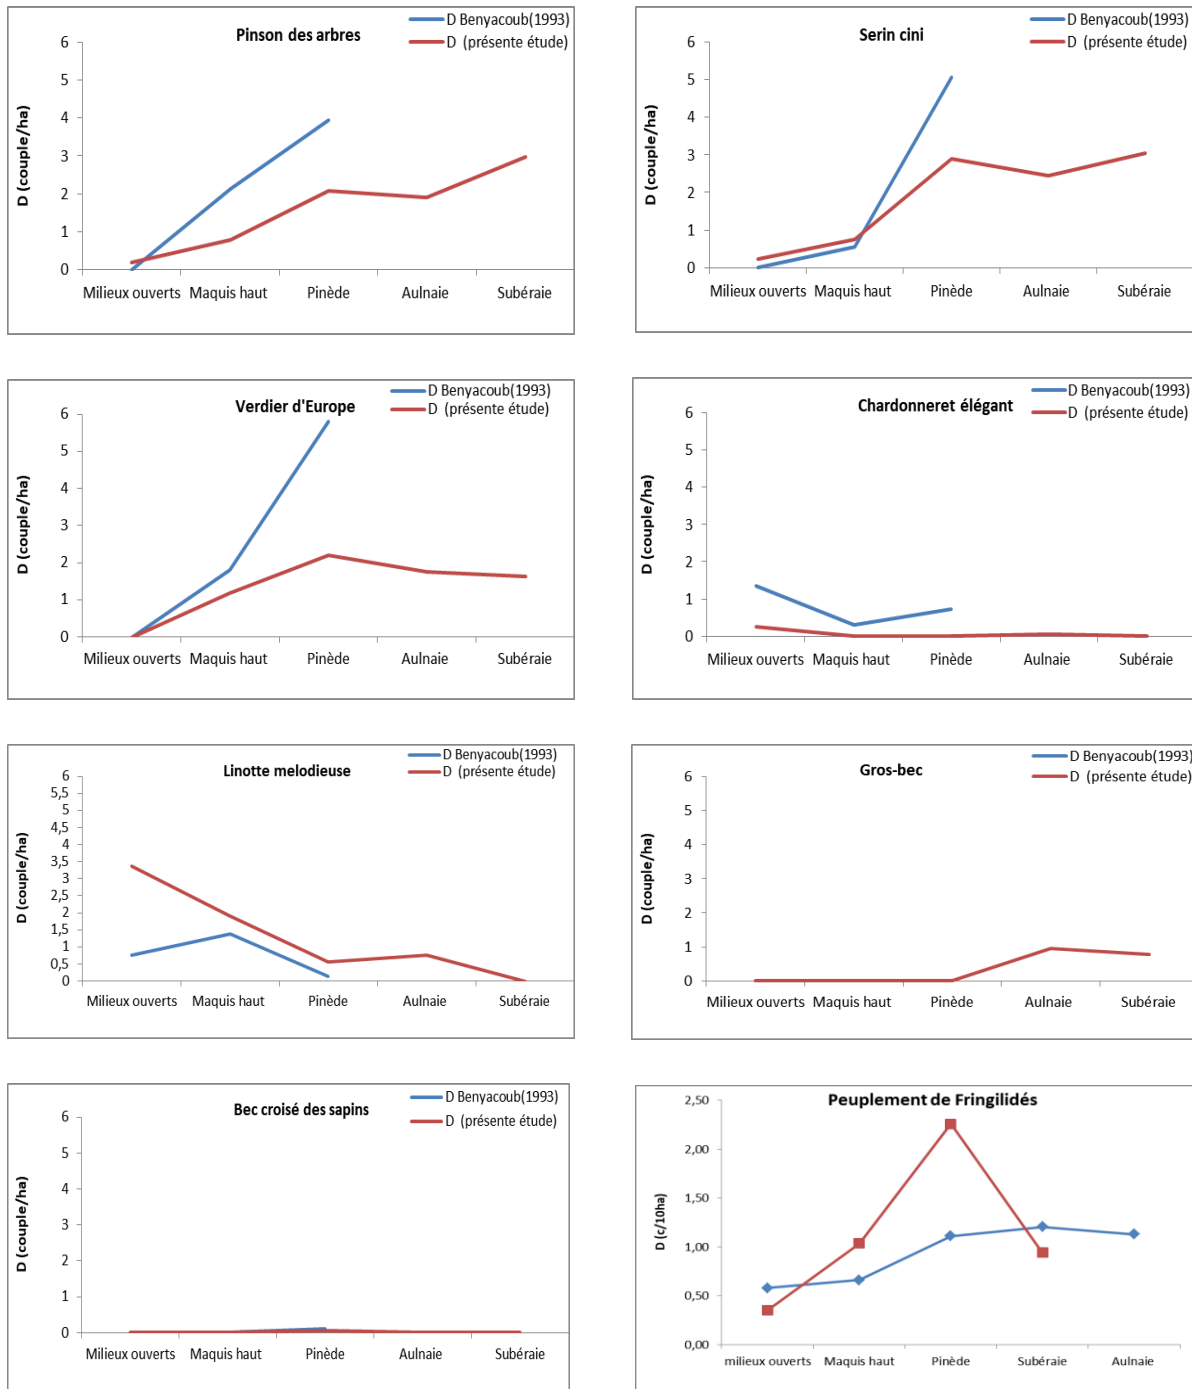 Pinson des arbres
D Benyacoub(1993)
D (présente étude)
D (couple/ha)
6
5
4
3
2
1
0
Milieux ouverts
Maquis haut
Pinède
Aulnaie
Subéraie
Serin cini
D Benyacoub(1993)
D (présente étude)
D (couple/ha)
6
5
4
3
2
1
0
Milieux ouverts
Maquis haut
Pinède
Aulnaie
Subéraie
Verdier d'Europe
D Benyacoub(1993)
D (présente étude)
D (couple/ha)
6
5
4
3
2
1
0
Milieux ouverts
Maquis haut
Pinède
Aulnaie
Subéraie
Chardonneret élégant
D Benyacoub(1993)
D (présente étude)
D (couple/ha)
6
5
4
3
2
1
0
Milieux ouverts
Maquis haut
Pinède
Aulnaie
Subéraie
Linotte melodieuse
D Benyacoub(1993)
D (présente étude)
D (couple/ha)
6
5,5
5
4,5
4
3,5
3
2,5
2
1,5
1
0,5
0
Milieux ouverts
Maquis haut
Pinède
Aulnaie
Subéraie
Gros-bec
D Benyacoub(1993)
D (présente étude)
D (couple/ha)
6
5
4
3
2
1
0
Milieux ouverts
Maquis haut
Pinède
Aulnaie
Subéraie
Bec croisé des sapins
D Benyacoub(1993)
D (présente étude)
D (couple/ha)
6
5
4
3
2
1
0
Milieux ouverts
Maquis haut
Pinède
Aulnaie
Subéraie
Peuplement de Fringilidés
D (c/10ha)
2,50
2,00
1,50
1,00
0,50
0,00
milieux ouverts
Maquis haut
Pinède
Subéraie
Aulnaie